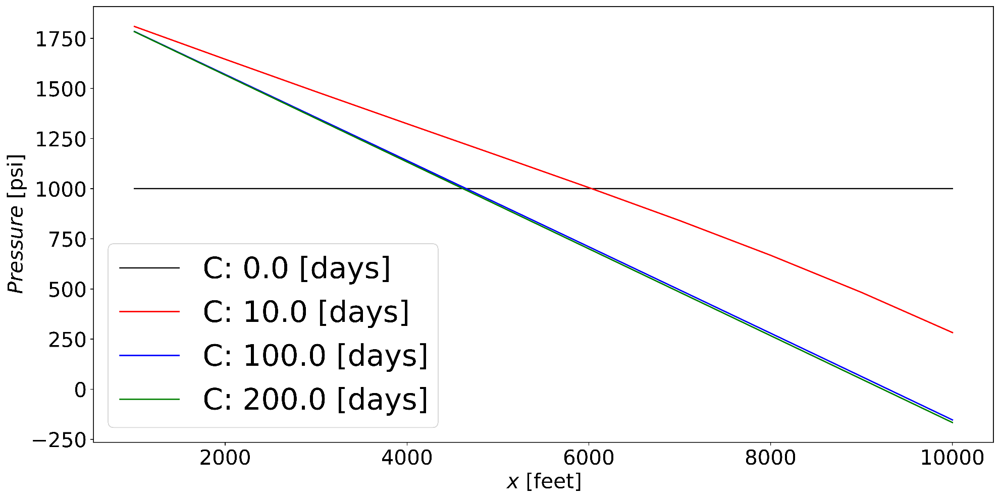 1750
1500
1250
1000
750
500
250
0
−250
Pressure [psi]
C: 0.0 [days]
C: 10.0 [days]
C: 100.0 [days]
C: 200.0 [days]
2000 4000 6000 8000 10000
x [feet]